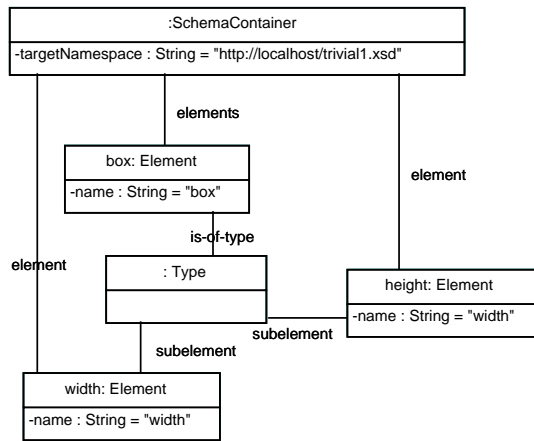 :SchemaContainer
-targetNamespace : String = "http://localhost/trivial1.xsd"
elements
box: Element
-name : String = "box"
element
is-of-type
element
: Type
height: Element
-name : String = "width"
subelement
subelement
width: Element
-name : String = "width"